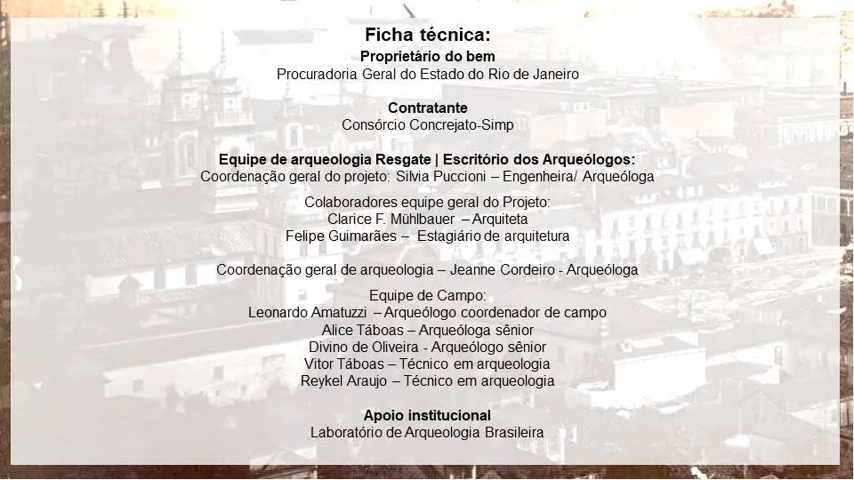 Ficha técnica:
Proprietário do bem
Procuradoria Geral do Estado do Rio de Janeiro
Contratante
Consórcio Concrejato-Simp
Equipe de arqueologia Resgate | Escritório dos Arqueólogos:
Coordenação geral do projeto: Silvia Puccioni – Engenheira/ Arqueóloga
Colaboradores equipe geral do Projeto:
Clarice F. Mühlbauer – Arquiteta
Felipe Guimarães – Estagiário de arquitetura
Coordenação geral de arqueologia – Jeanne Cordeiro - Arqueóloga
Equipe de Campo:
Leonardo Amatuzzi – Arqueólogo coordenador de campo
Alice Táboas – Arqueóloga sênior
Divino de Oliveira - Arqueólogo sênior
Vitor Táboas – Técnico em arqueologia
Reykel Araujo – Técnico em arqueologia
Apoio institucional
Laboratório de Arqueologia Brasileira